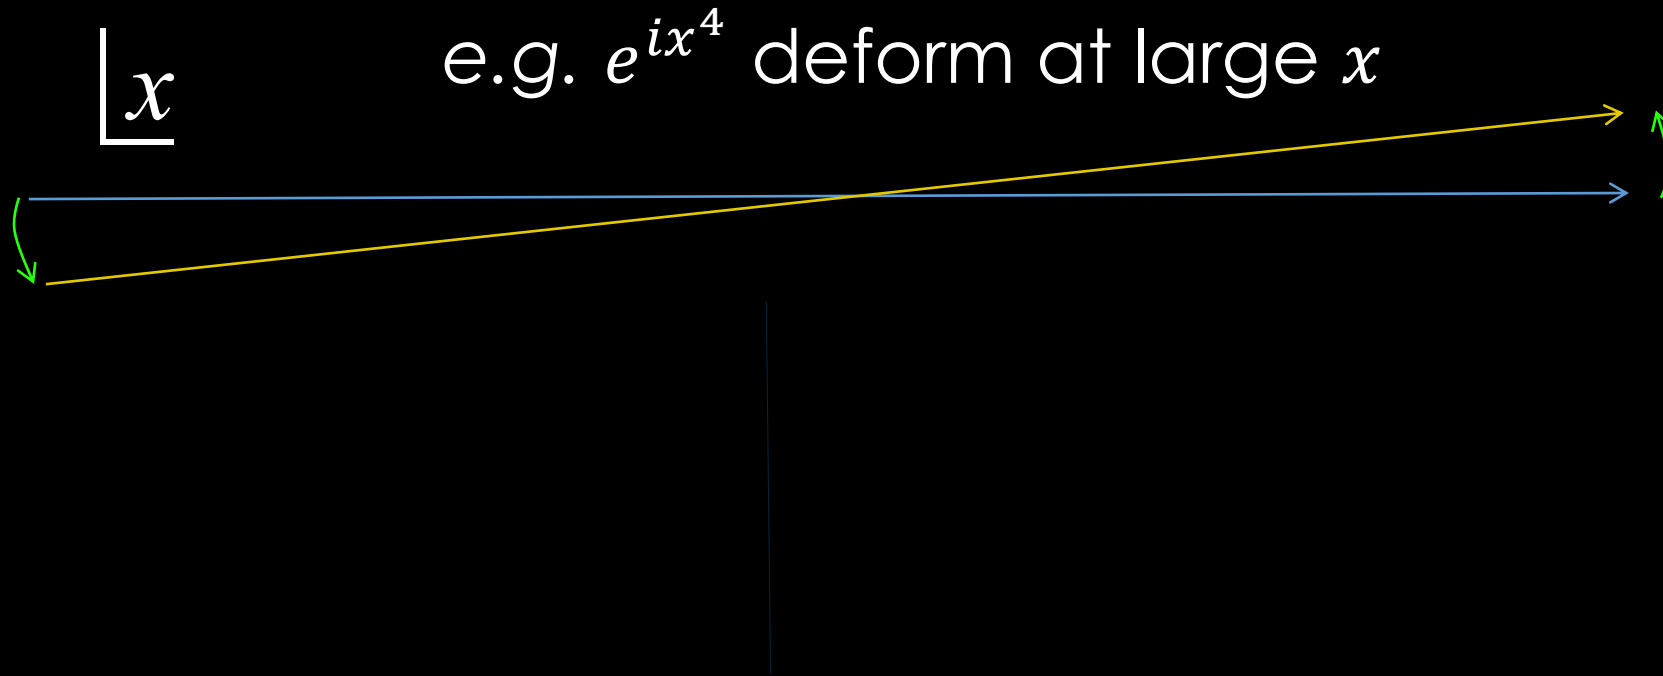 x
e.g. e^{ix^4} deform at large x